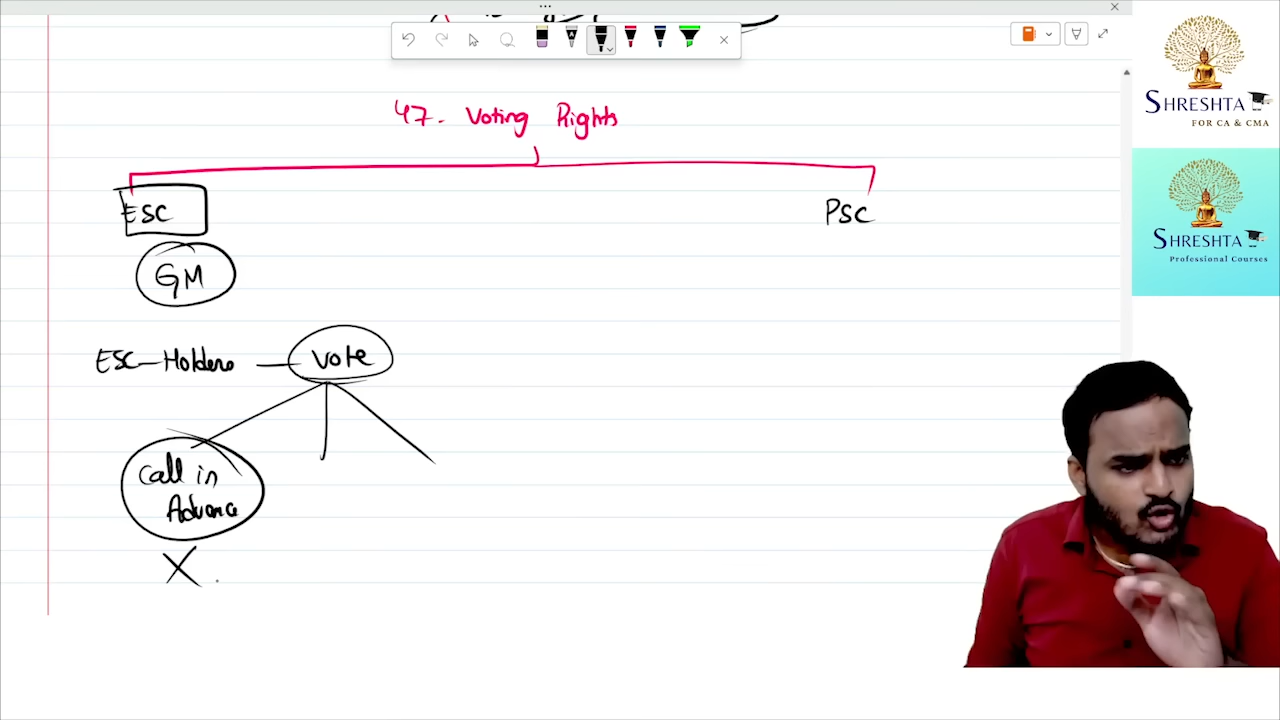 SHRESHTA
FOR CA & CMA
SHRESHTA
Professional Courses
47. Voting Rights
ESC
PSC
GM
ESC-Holders — Vote
Call in
Advance
X